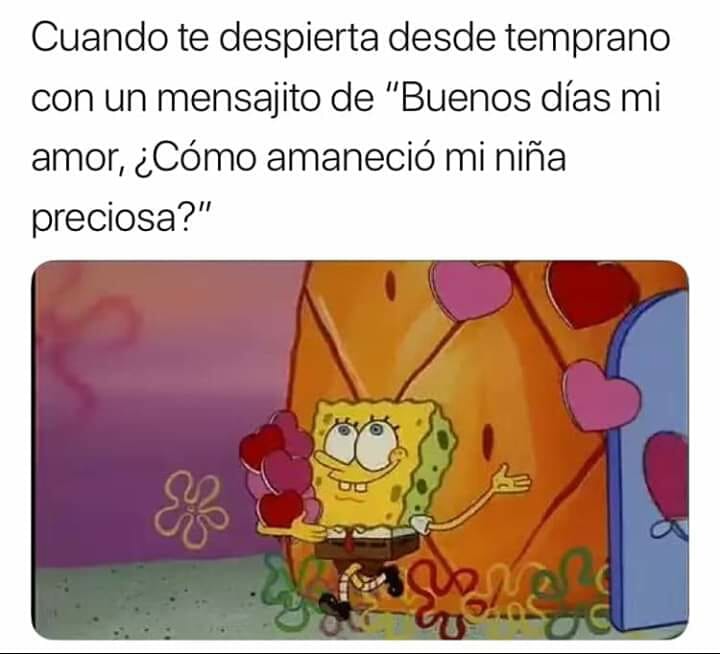 Cuando te despierta desde temprano
con un mensajito de "Buenos días mi
amor, ¿Cómo amaneció mi niña
preciosa?"